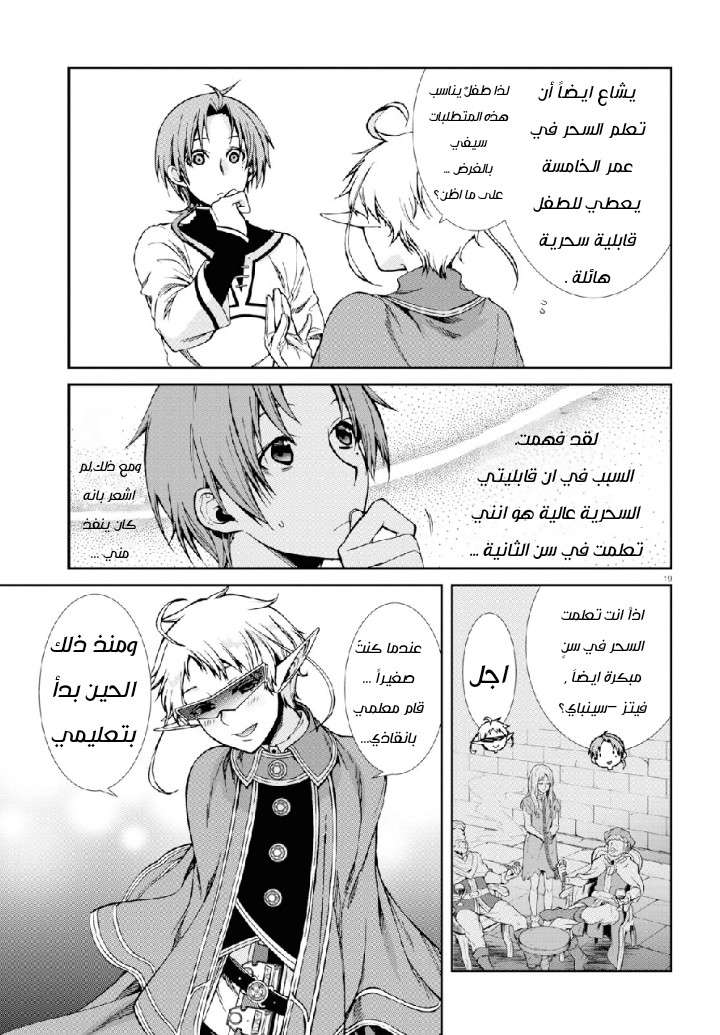 يشاع ايضاً أن
تعلم السحر في
عمر الخامسة
يعطي للطفل
قابلية سحرية
هائلة .
لذا طفلٌ يناسب
هذه المتطلبات
سيفي
بالغرض ...
على ما اظن؟
لقد فهمت.
السبب في ان قابليتي
السحرية عالية هو انني
تعلمت في سن الثانية ...
ومع ذلك,لم
اشعر بانه
كان ينفذ
مني ...
19
اذاً انت تعلمت
السحر في سنٍ
مبكرة ايضاً ,
فيتز –سينباي؟
اجل
عندما كنتُ
صغيراً ...
قام معلمي
بانقاذي...
ومنذ ذلك
الحين بدأ
بتعليمي